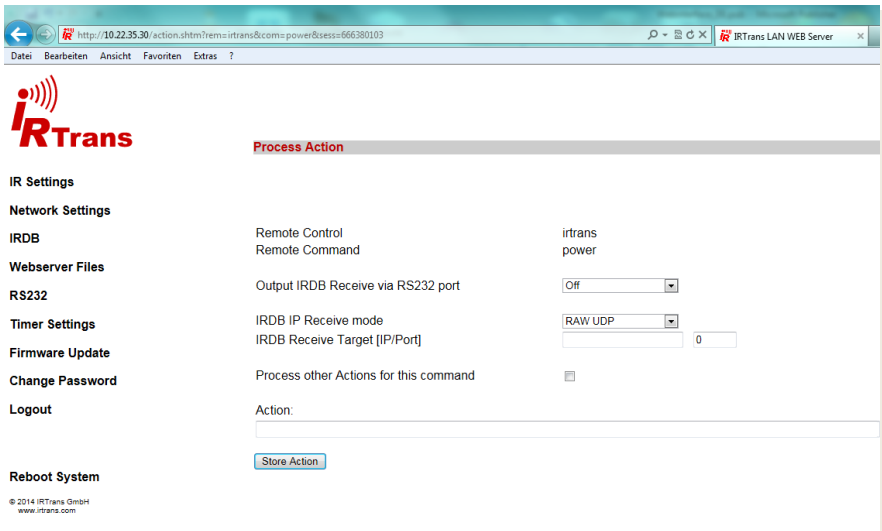 http://10.22.35.30/action.shtm?rem=irtrans&com=power&sess=666380103
IRTrans LAN WEB Server
Datei Bearbeiten Ansicht Favoriten Extras ?
iRTrans
Process Action
IR Settings
Network Settings
IRDB
Webserver Files
RS232
Timer Settings
Firmware Update
Change Password
Logout
Reboot System
© 2014 IRTrans GmbH
www.irtrans.com
Remote Control irtrans
Remote Command power
Output IRDB Receive via RS232 port Off
IRDB IP Receive mode RAW UDP
IRDB Receive Target [IP/Port] 0
Process other Actions for this command
Action:
Store Action